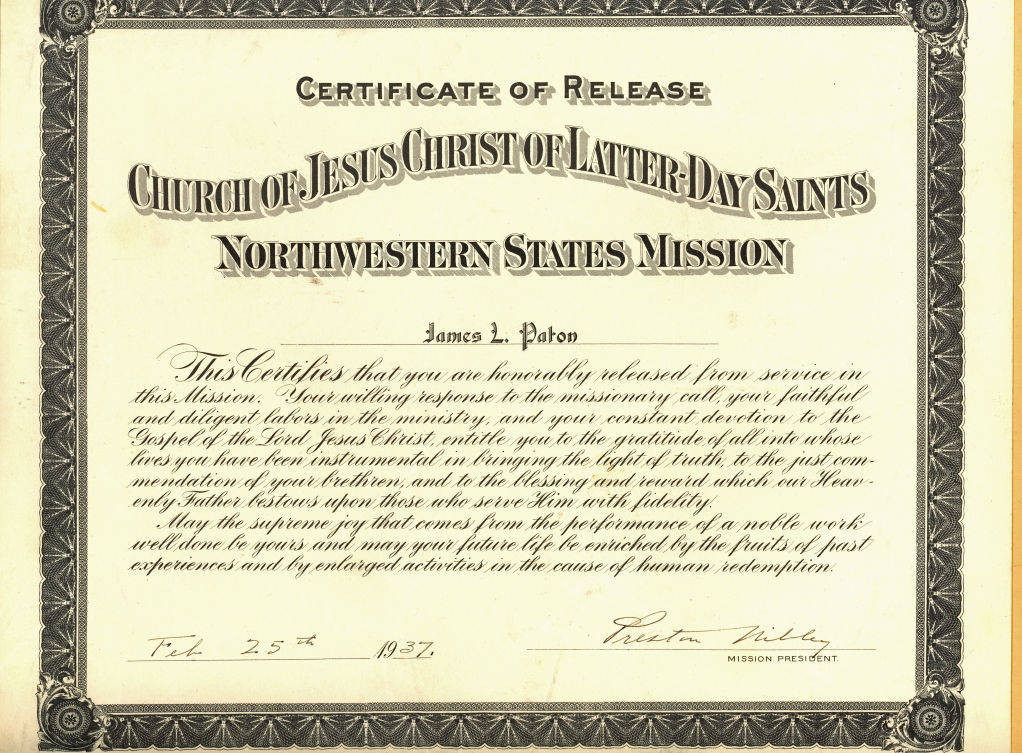 CERTIFICATE OF RELEASE
CHURCH OF JESUS CHRIST OF LATTER-DAY SAINTS
NORTHWESTERN STATES MISSION
James L. Paton
This Certifies that you are honorably released from service in
this Mission. Your willing response to the missionary call, your faithful
and diligent labors in the ministry, and your constant devotion to the
Gospel of the Lord Jesus Christ, entitle you to the gratitude of all into whose
lives you have been instrumental in bringing the light of truth, to the just com-
mendation of your brethren, and to the blessing and reward which our Heav-
enly Father bestows upon those who serve Him with fidelity.
May the supreme joy that comes from the performance of a noble work
well done be yours and may your future life be enriched by the fruits of past
experiences and by enlarged activities in the cause of human redemption.
Feb 25th 1937.
Preston Nibley
MISSION PRESIDENT.